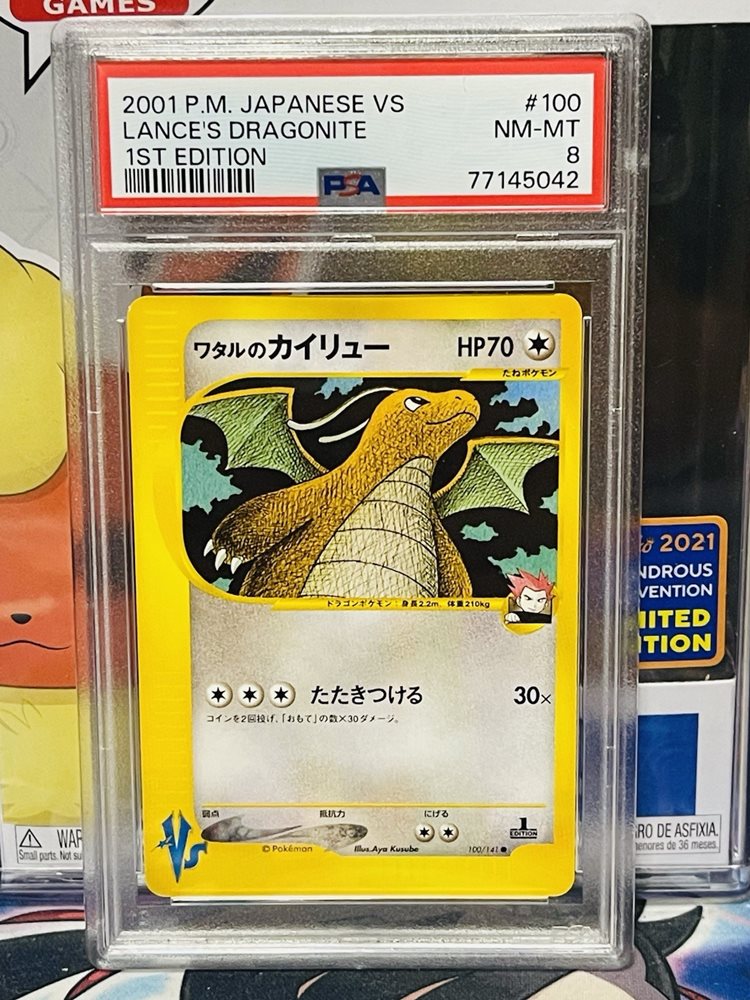 GAMES
2001 P.M. JAPANESE VS #100
LANCE'S DRAGONITE NM-MT
1ST EDITION 8
PSA 77145042
ワタルのカイリュー HP70
たねポケモン
ドラゴンポケモン：身長2.2m、体重210kg
たたきつける 30×
コインを2回投げ、「おもて」の数×30ダメージ。
弱点 抵抗力 にげる
1
EDITION
VS
© Pokémon Illus.Aya Kusube 100/141 ●
2021
NDROUS
VENTION
MITED
TION
WAR
Small parts. Not su
RO DE ASFIXIA.
enores de 36 meses.